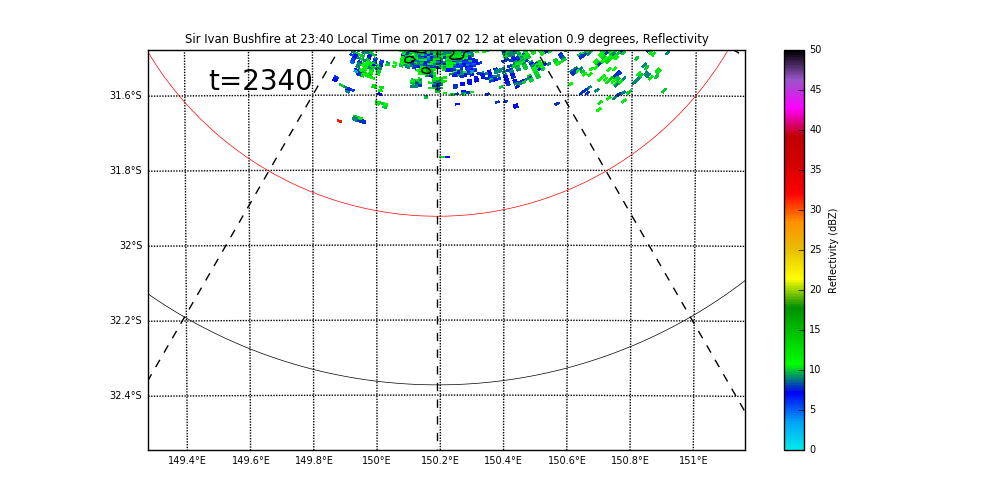 Sir Ivan Bushfire at 23:40 Local Time on 2017 02 12 at elevation 0.9 degrees, Reflectivity
t=2340
31.6°S
31.8°S
32°S
32.2°S
32.4°S
149.4°E 149.6°E 149.8°E 150°E 150.2°E 150.4°E 150.6°E 150.8°E 151°E
50
45
40
35
30
25
20
15
10
5
0
Reflectivity (dBZ)